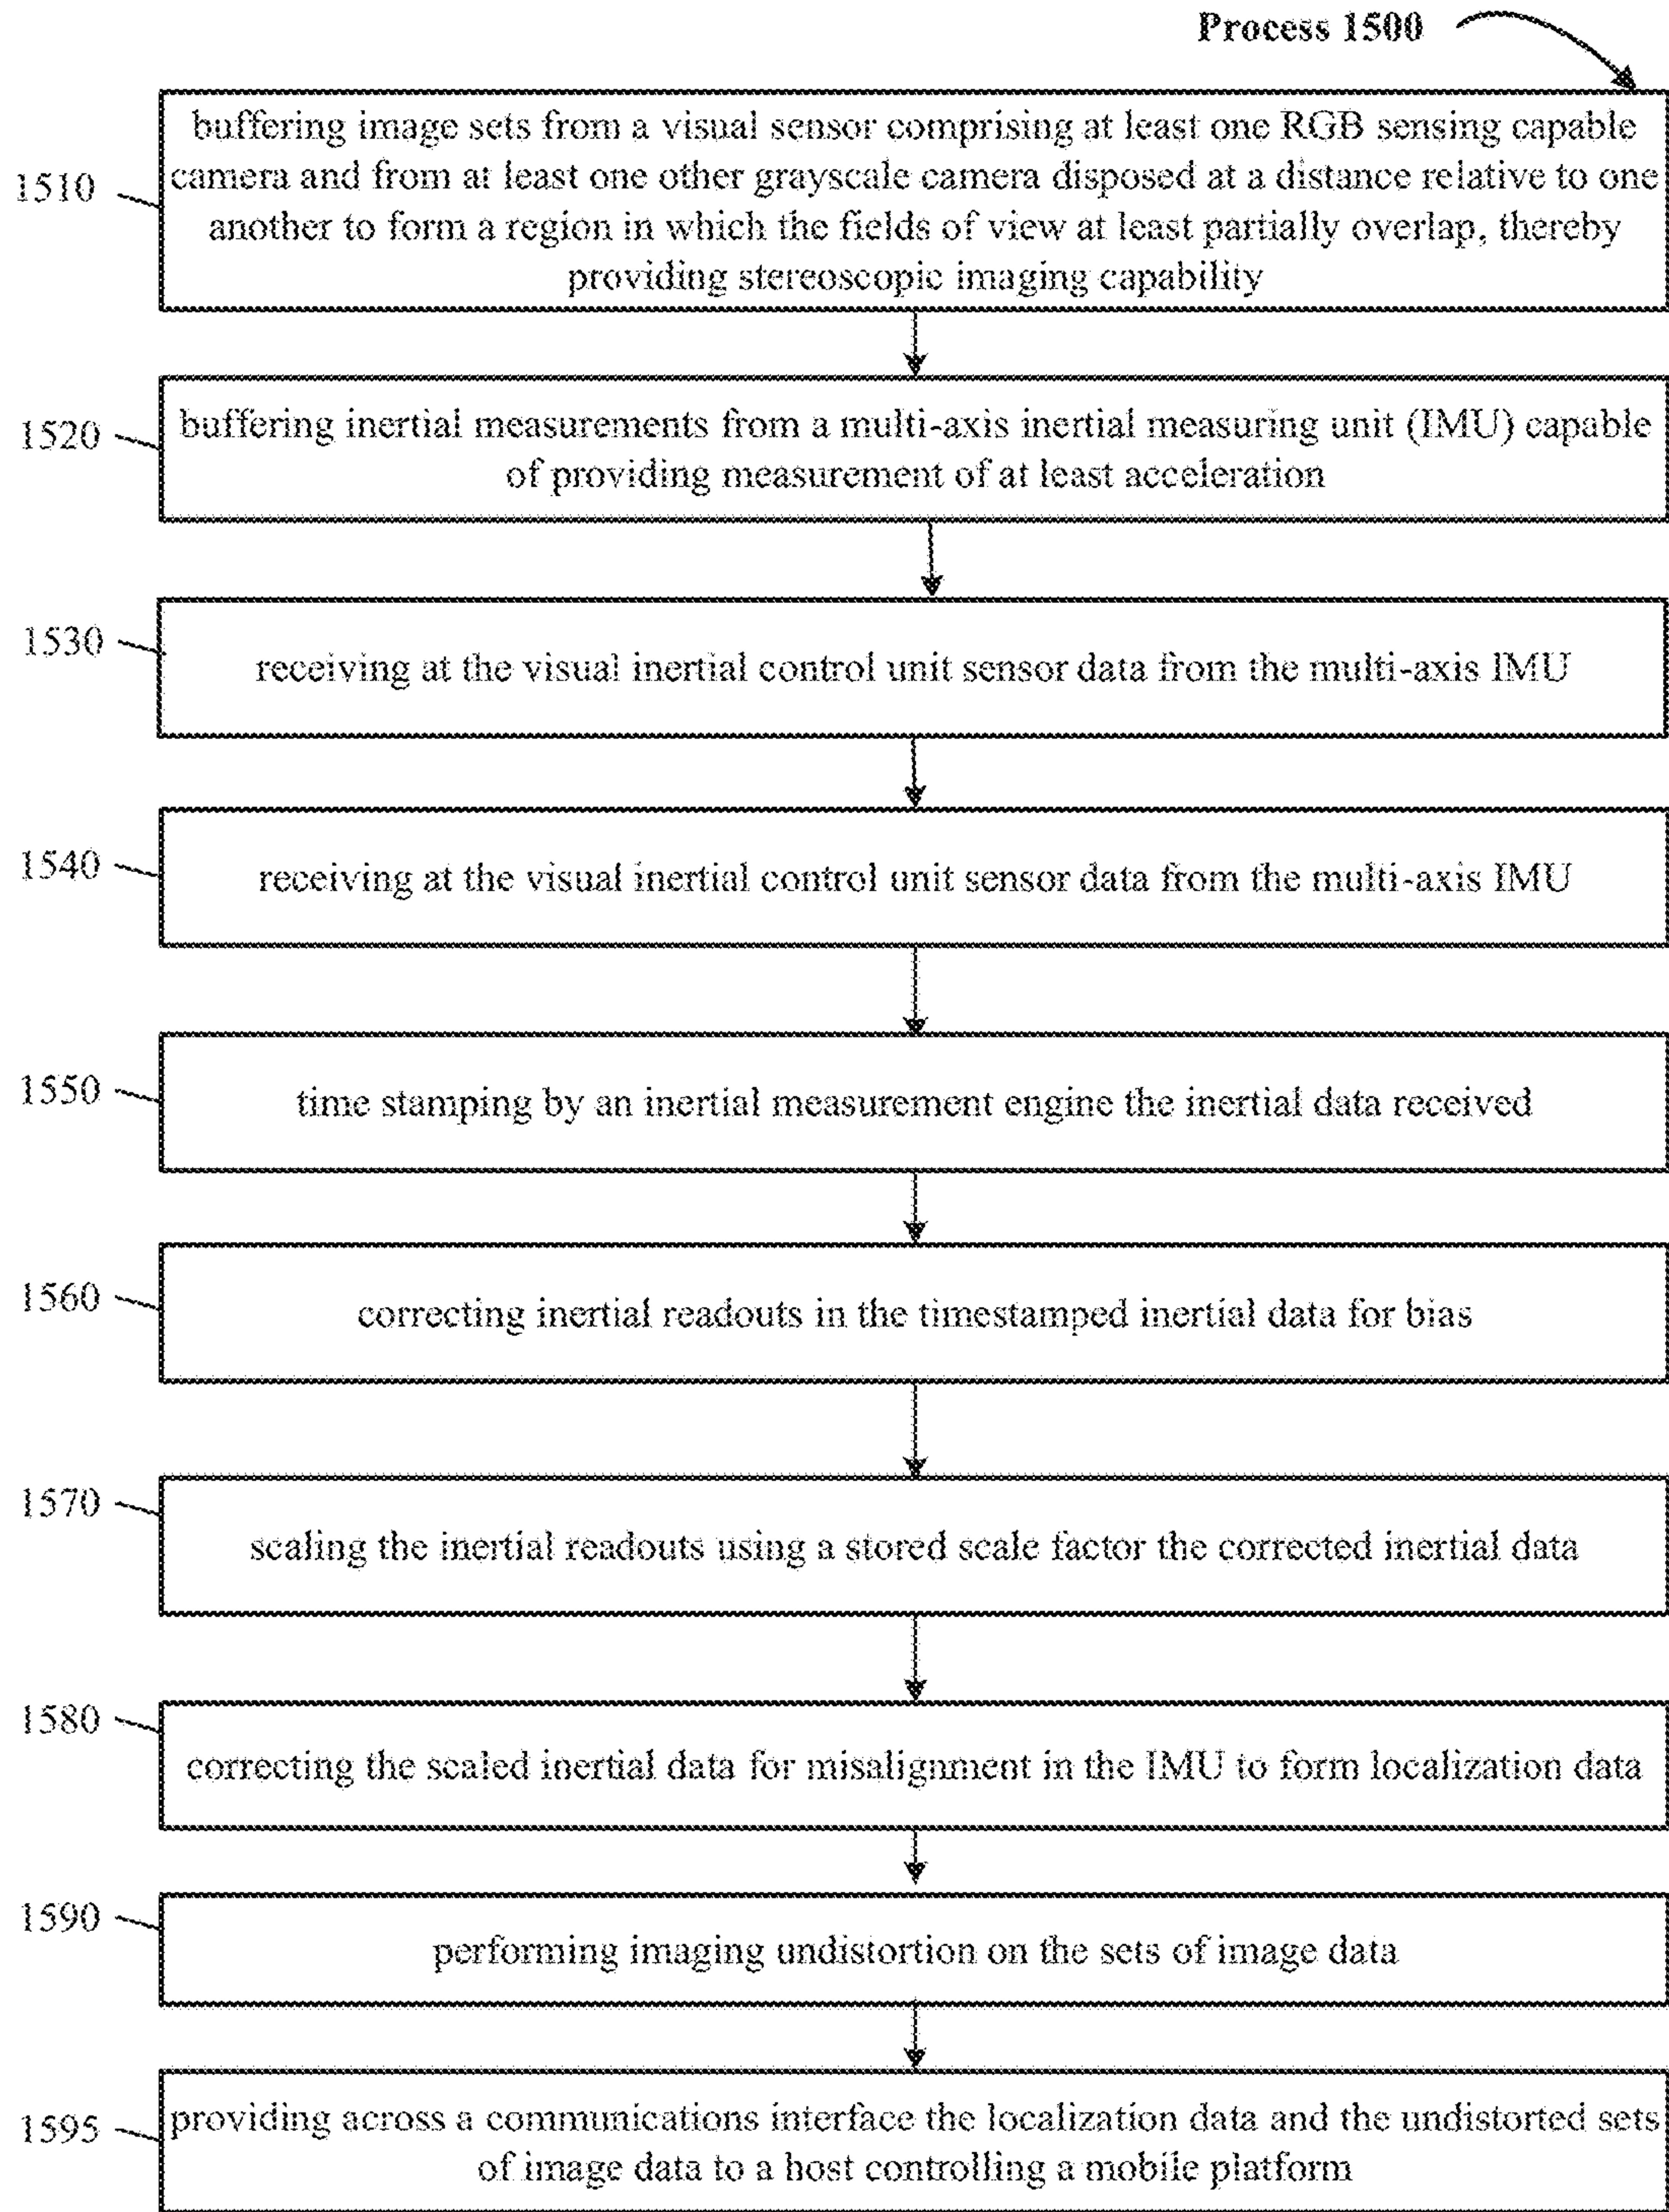 Process 1500
buffering image sets from a visual sensor comprising at least one RGB sensing capable
1510
camera and from at least one other grayscale camera disposed at a distance relative to one
another to form a region in which the fields of view at least partially overlap, thereby
providing stereoscopic imaging capability
1520
buffering inertial measurements from a multi-axis inertial measuring unit (IMU) capable
of providing measurement of at least acceleration
1530
receiving at the visual inertial control unit sensor data from the multi-axis IMU
1540
receiving at the visual inertial control unit sensor data from the multi-axis IMU
1550
time stamping by an inertial measurement engine the inertial data received
1560
correcting inertial readouts in the timestamped inertial data for bias
1570
scaling the inertial readouts using a stored scale factor the corrected inertial data
1580
correcting the scaled inertial data for misalignment in the IMU to form localization data
1590
performing imaging undistortion on the sets of image data
1595
providing across a communications interface the localization data and the undistorted sets
of image data to a host controlling a mobile platform